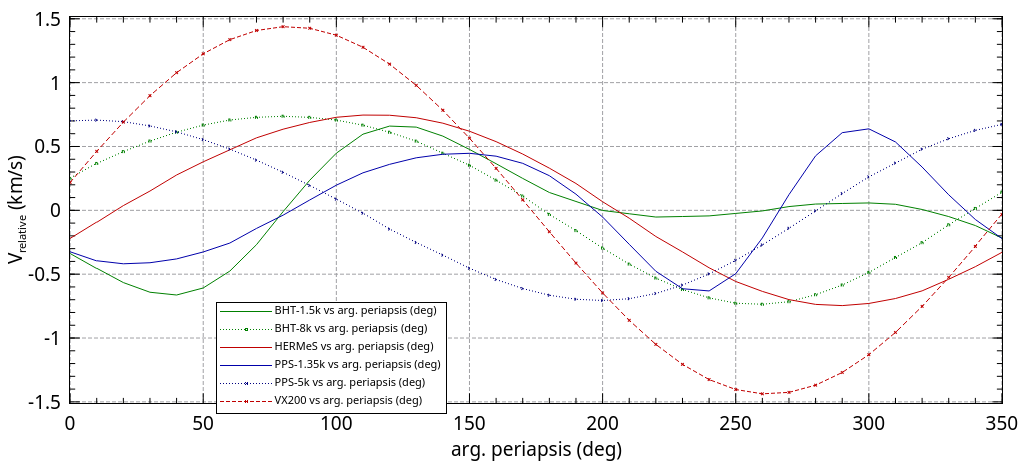 1.5
1
0.5
0
-0.5
-1
-1.5
V relative (km/s)
BHT-1.5k vs arg. periapsis (deg)
BHT-8k vs arg. periapsis (deg)
HERMeS vs arg. periapsis (deg)
PPS-1.35k vs arg. periapsis (deg)
PPS-5k vs arg. periapsis (deg)
VX200 vs arg. periapsis (deg)
0 50 100 150 200 250 300 350
arg. periapsis (deg)